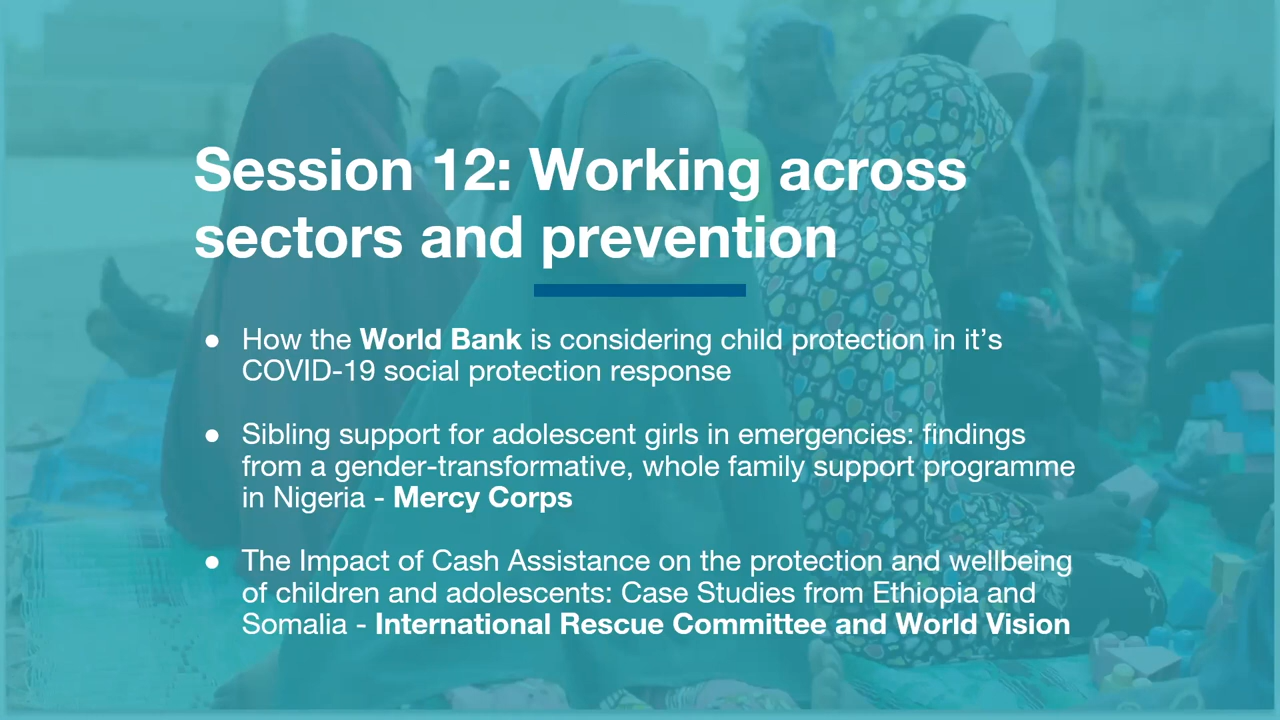 Session 12: Working across
sectors and prevention
● How the World Bank is considering child protection in it’s
COVID-19 social protection response
● Sibling support for adolescent girls in emergencies: findings
from a gender-transformative, whole family support programme
in Nigeria - Mercy Corps
● The Impact of Cash Assistance on the protection and wellbeing
of children and adolescents: Case Studies from Ethiopia and
Somalia - International Rescue Committee and World Vision